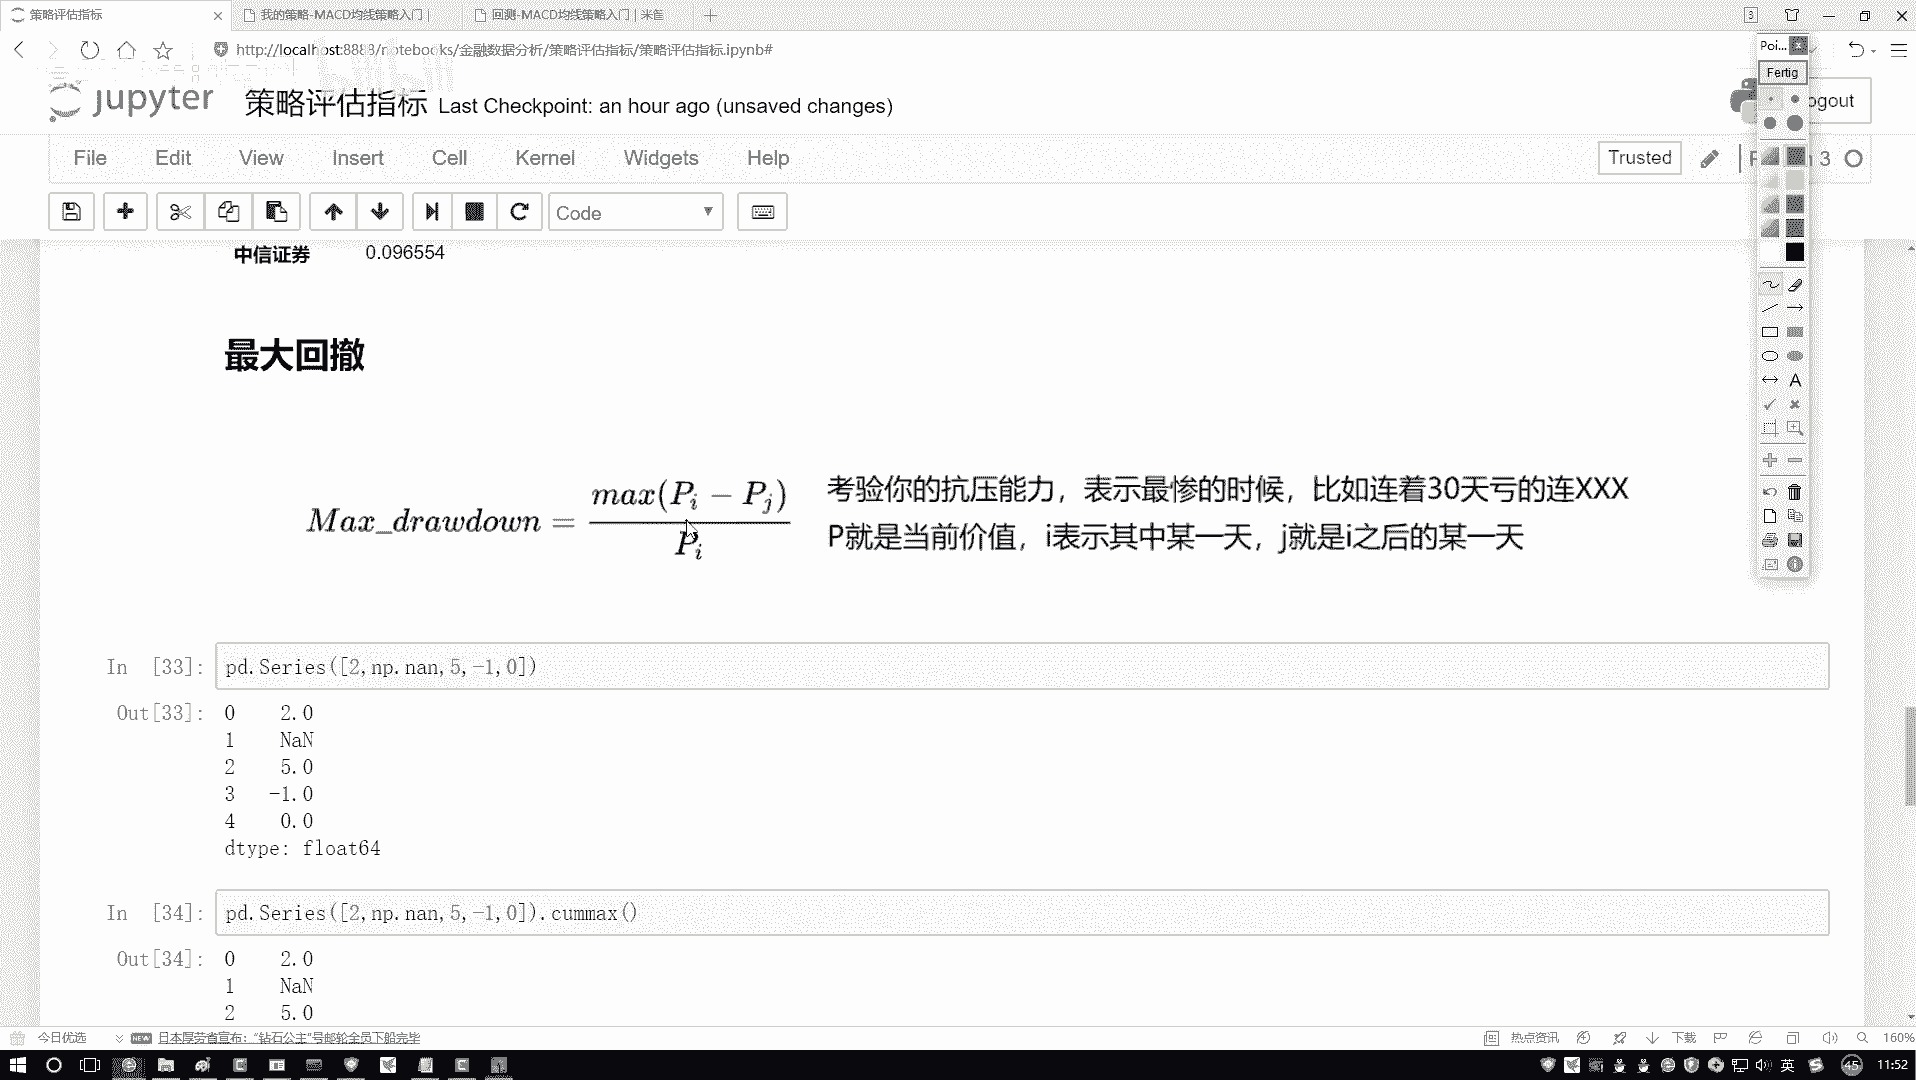 策略评估指标
我的策略-MACD均线策略入门 |
回测-MACD均线策略入门 | 米筐
3
http://localhost:8888/notebooks/金融数据分析/策略评估指标/策略评估指标.ipynb#
Poi...
Fertig
jupyter 策略评估指标 Last Checkpoint: an hour ago (unsaved changes)
ogout
File Edit View Insert Cell Kernel Widgets Help
Trusted
3
Code
中信证券 0.096554
最大回撤
Max_drawdown = max(P_i − P_j) / P_i
考验你的抗压能力，表示最惨的时候，比如连着30天亏的连XXX
P就是当前价值，i表示其中某一天，j就是i之后的某一天
In [33]: pd.Series([2,np.nan,5,-1,0])
Out[33]: 0 2.0
1 NaN
2 5.0
3 -1.0
4 0.0
dtype: float64
In [34]: pd.Series([2,np.nan,5,-1,0]).cummax()
Out[34]: 0 2.0
1 NaN
2 5.0
今日优选
NEW 日本厚劳省宣布：“钻石公主”号邮轮全员下船完毕
热点资讯
下载
160%
英
45
11:52